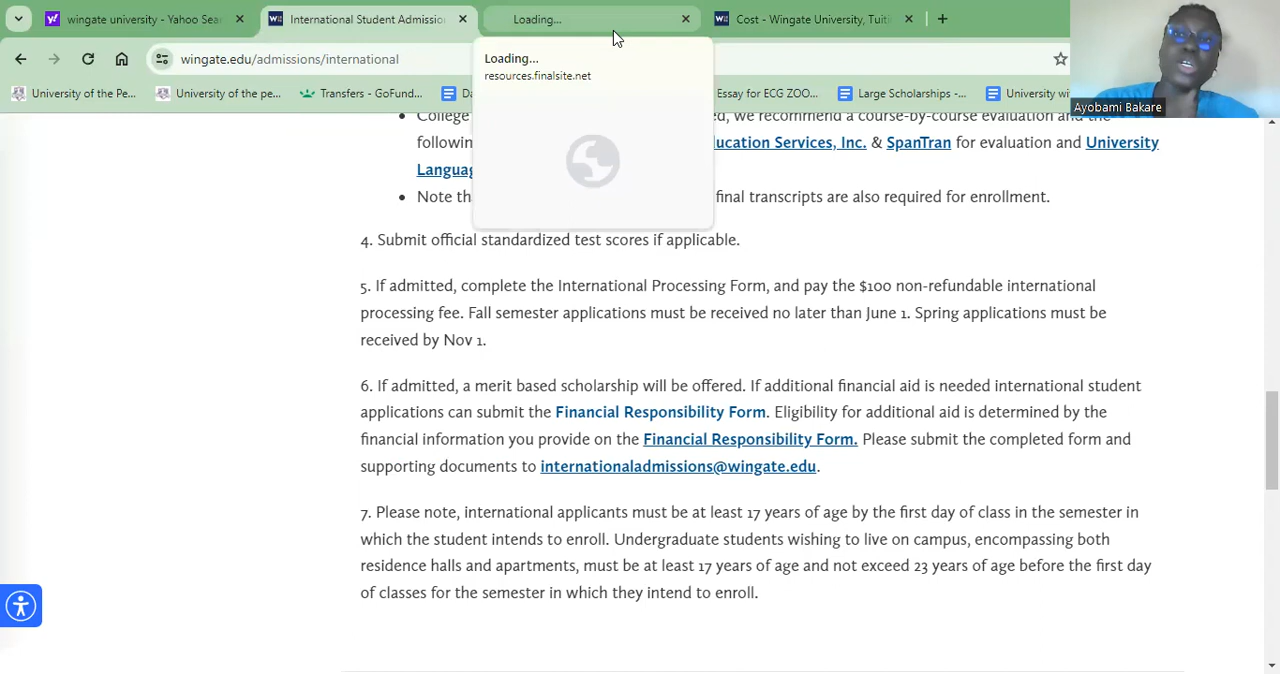 wingate university - Yahoo Sear
International Student Admissio
Loading...
Cost - Wingate University, Tuiti
wingate.edu/admissions/international
Loading...
resources.finalsite.net
University of the Pe...
University of the pe...
Transfers - GoFund...
Da
Essay for ECG ZOO...
Large Scholarships -...
University wi
Ayobami Bakare
College
ed, we recommend a course-by-course evaluation and the
following
ucation Services, Inc. & SpanTran for evaluation and University
Languag
Note th
final transcripts are also required for enrollment.
4. Submit official standardized test scores if applicable.
5. If admitted, complete the International Processing Form, and pay the $100 non-refundable international
processing fee. Fall semester applications must be received no later than June 1. Spring applications must be
received by Nov 1.
6. If admitted, a merit based scholarship will be offered. If additional financial aid is needed international student
applications can submit the Financial Responsibility Form. Eligibility for additional aid is determined by the
financial information you provide on the Financial Responsibility Form. Please submit the completed form and
supporting documents to internationaladmissions@wingate.edu.
7. Please note, international applicants must be at least 17 years of age by the first day of class in the semester in
which the student intends to enroll. Undergraduate students wishing to live on campus, encompassing both
residence halls and apartments, must be at least 17 years of age and not exceed 23 years of age before the first day
of classes for the semester in which they intend to enroll.